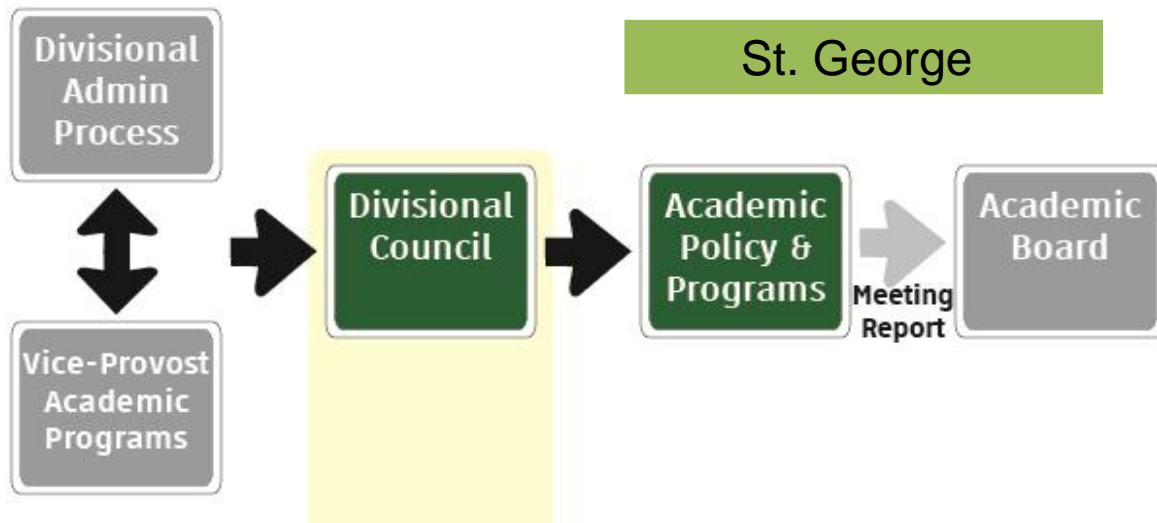 Divisional
Admin
Process
St. George
Divisional
Council
Academic
Policy &
Programs
Meeting
Report
Academic
Board
Vice-Provost
Academic
Programs